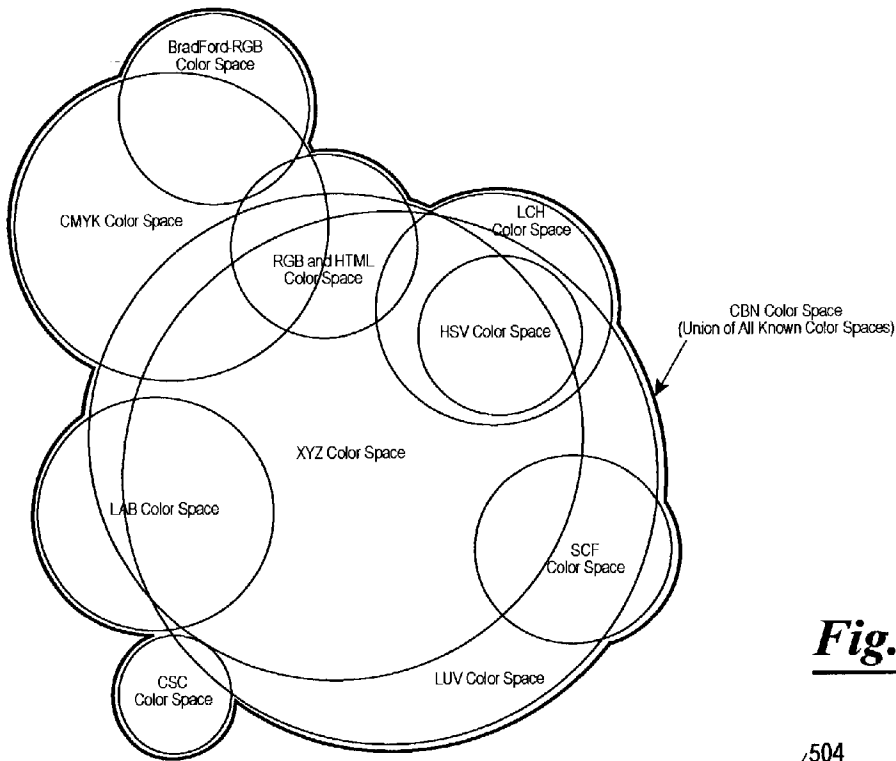 BradFord-RGB
Color Space
CMYK Color Space
LCH
Color Space
RGB and HTML
Color Space
HSV Color Space
CBN Color Space
(Union of All Known Color Spaces)
XYZ Color Space
LAB Color Space
SCF
Color Space
Fig.
LUV Color Space
CSC
Color Space
504